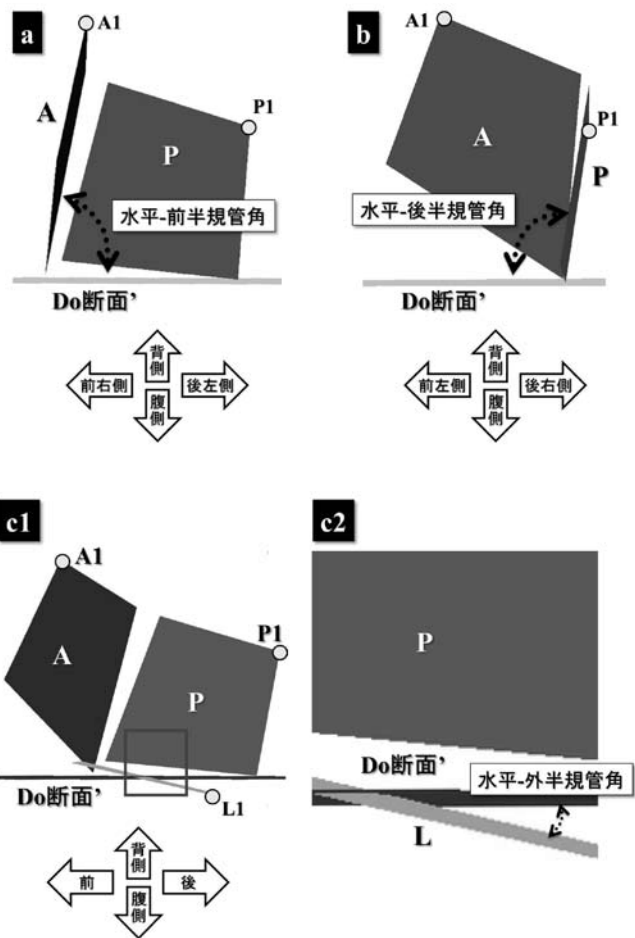 a
A1
A
P1
P
水平-前半規管角
Do断面’
背側
前右側
後左側
腹側
b
A1
A
P1
P
水平-後半規管角
Do断面’
背側
前左側
後右側
腹側
c1
A1
A
P1
P
Do断面’
L1
背側
前
後
腹側
c2
P
Do断面’
水平-外半規管角
L